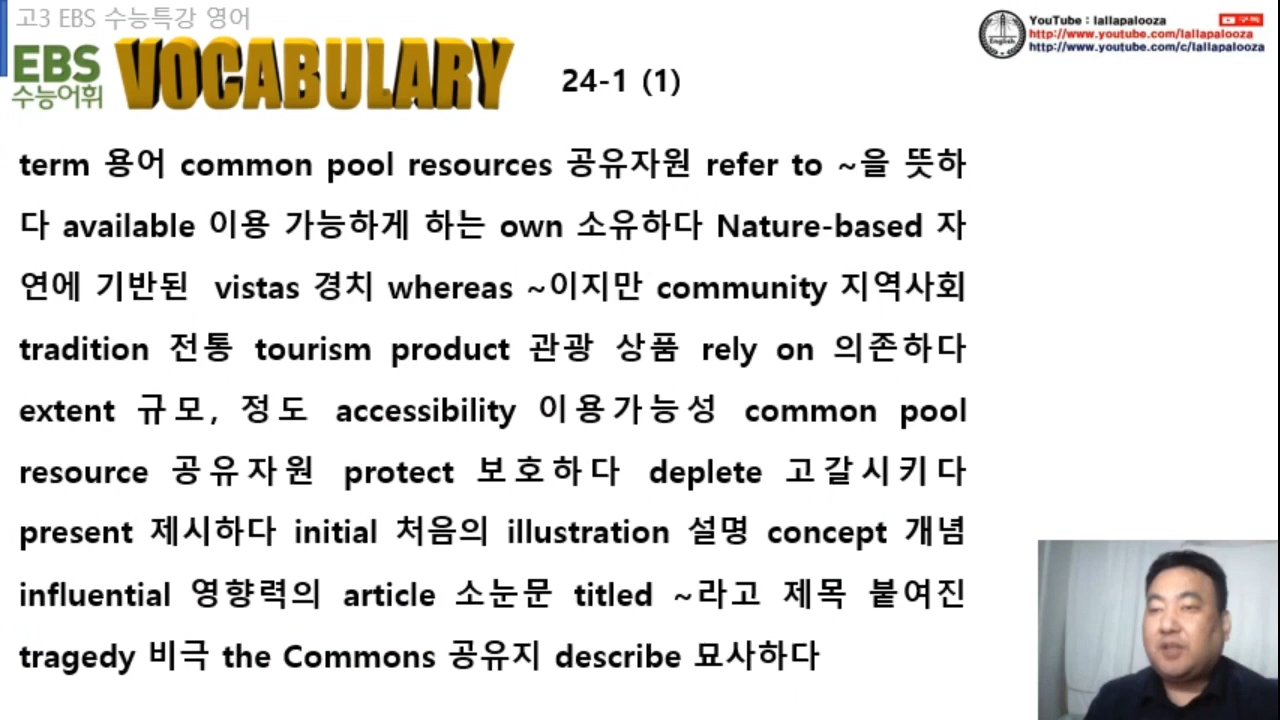 고3 EBS 수능특강 영어
EBS
수능어휘
VOCABULARY
24-1 (1)
English
YouTube : lallapalooza
구독
http://www.youtube.com/lallapalooza
http://www.youtube.com/c/lallapalooza
term 용어 common pool resources 공유자원 refer to ~을 뜻하
다 available 이용 가능하게 하는 own 소유하다 Nature-based 자
연에 기반된 vistas 경치 whereas ~이지만 community 지역사회
tradition 전통 tourism product 관광 상품 rely on 의존하다
extent 규모, 정도 accessibility 이용가능성 common pool
resource 공유자원 protect 보호하다 deplete 고갈시키다
present 제시하다 initial 처음의 illustration 설명 concept 개념
influential 영향력의 article 소눈문 titled ~라고 제목 붙여진
tragedy 비극 the Commons 공유지 describe 묘사하다